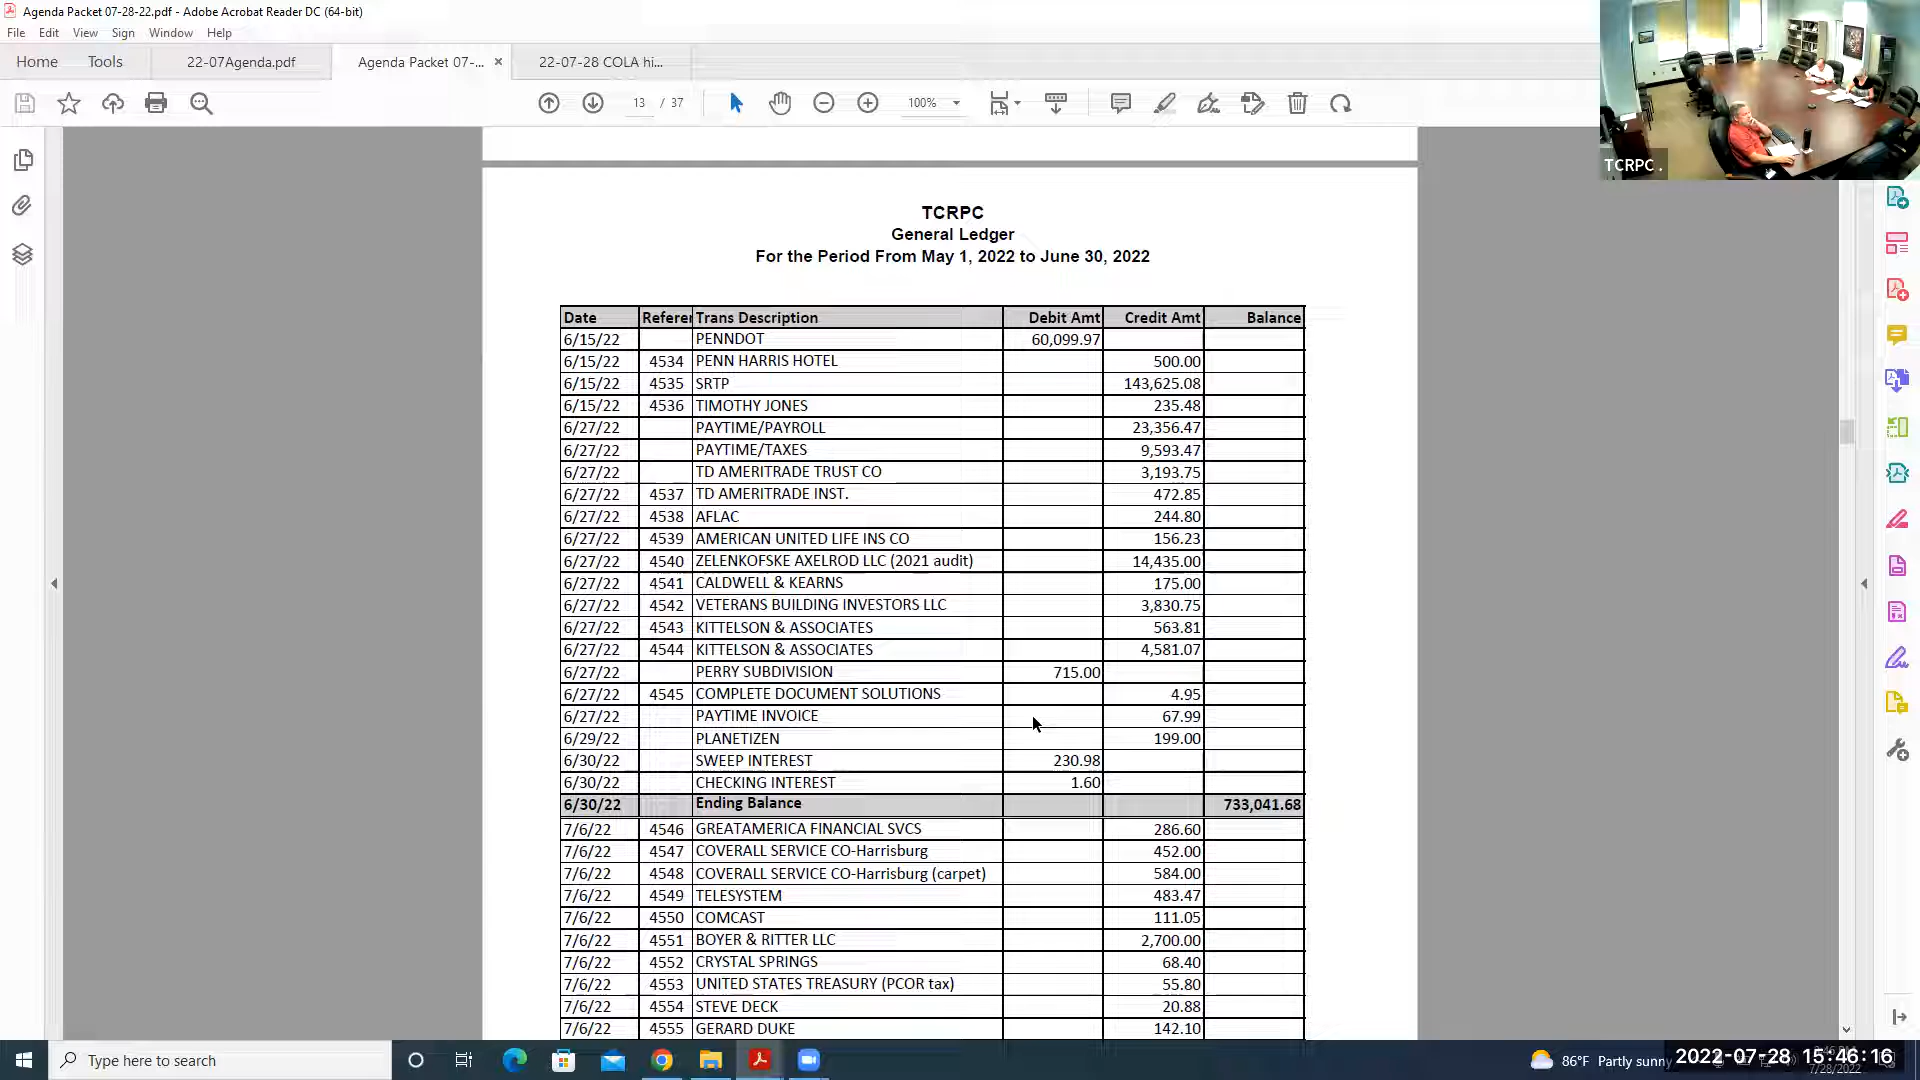 Agenda Packet 07-28-22.pdf - Adobe Acrobat Reader DC (64-bit)
File Edit View Sign Window Help
Home Tools 22-07Agenda.pdf Agenda Packet 07-... × 22-07-28 COLA hi...
13 / 37 100%
TCRPC .
TCRPC
General Ledger
For the Period From May 1, 2022 to June 30, 2022
Date Referer Trans Description Debit Amt Credit Amt Balance
6/15/22 PENNDOT 60,099.97
6/15/22 4534 PENN HARRIS HOTEL 500.00
6/15/22 4535 SRTP 143,625.08
6/15/22 4536 TIMOTHY JONES 235.48
6/27/22 PAYTIME/PAYROLL 23,356.47
6/27/22 PAYTIME/TAXES 9,593.47
6/27/22 TD AMERITRADE TRUST CO 3,193.75
6/27/22 4537 TD AMERITRADE INST. 472.85
6/27/22 4538 AFLAC 244.80
6/27/22 4539 AMERICAN UNITED LIFE INS CO 156.23
6/27/22 4540 ZELENKOFSKE AXELROD LLC (2021 audit) 14,435.00
6/27/22 4541 CALDWELL & KEARNS 175.00
6/27/22 4542 VETERANS BUILDING INVESTORS LLC 3,830.75
6/27/22 4543 KITTELSON & ASSOCIATES 563.81
6/27/22 4544 KITTELSON & ASSOCIATES 4,581.07
6/27/22 PERRY SUBDIVISION 715.00
6/27/22 4545 COMPLETE DOCUMENT SOLUTIONS 4.95
6/27/22 PAYTIME INVOICE 67.99
6/29/22 PLANETIZEN 199.00
6/30/22 SWEEP INTEREST 230.98
6/30/22 CHECKING INTEREST 1.60
6/30/22 Ending Balance 733,041.68
7/6/22 4546 GREATAMERICA FINANCIAL SVCS 286.60
7/6/22 4547 COVERALL SERVICE CO-Harrisburg 452.00
7/6/22 4548 COVERALL SERVICE CO-Harrisburg (carpet) 584.00
7/6/22 4549 TELESYSTEM 483.47
7/6/22 4550 COMCAST 111.05
7/6/22 4551 BOYER & RITTER LLC 2,700.00
7/6/22 4552 CRYSTAL SPRINGS 68.40
7/6/22 4553 UNITED STATES TREASURY (PCOR tax) 55.80
7/6/22 4554 STEVE DECK 20.88
7/6/22 4555 GERARD DUKE 142.10
Type here to search 86°F Partly sunny 2022-07-28 15:46:16
7/28/2022